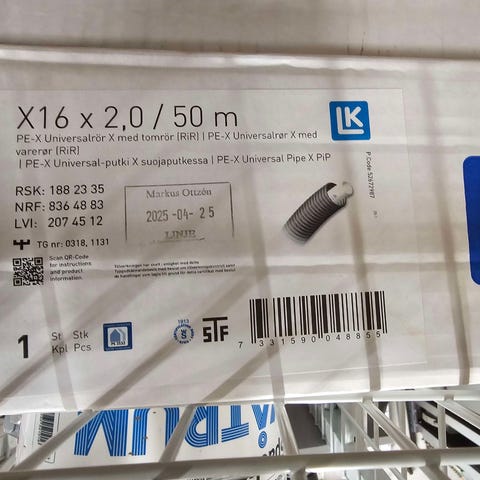 X16 x 2,0 / 50 m
LK
PE-X Universalrör X med tomrör (RiR) | PE-X Universalrør X med
varerør (RiR)
| PE-X Universal-putki X suojaputkessa | PE-X Universal Pipe X PiP
P Code 52672987
RSK: 188 23 35
NRF: 836 48 83
LVI: 207 45 12
Markus Ottzén
2025 -04- 25
LINJE
TG nr: 0318, 1131
Scan QR-Code
for instructions
and product
information.
1
St Stk
Kpl Pcs
STF
7 331590 048855